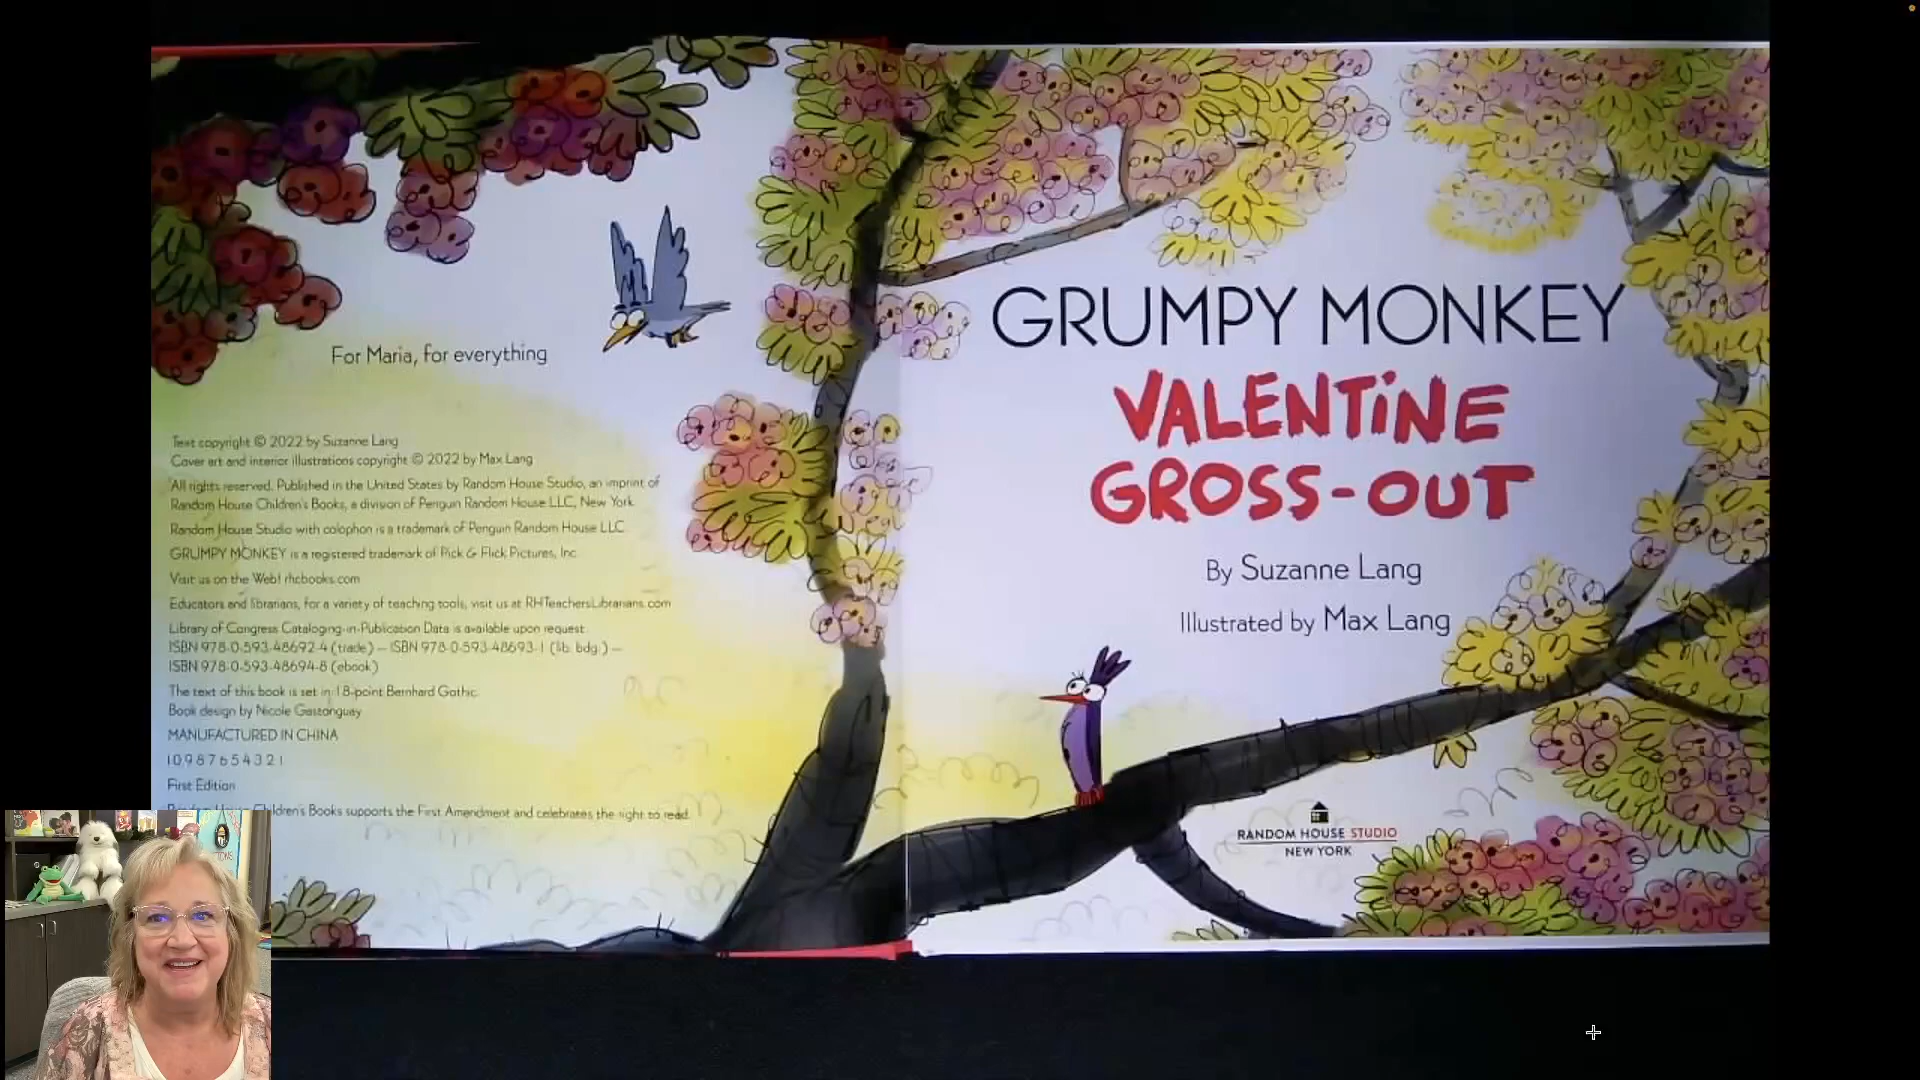 For Maria, for everything
Text copyright © 2022 by Suzanne Lang
Cover art and interior illustrations copyright © 2022 by Max Lang
All rights reserved. Published in the United States by Random House Studio, an imprint of
Random House Children's Books, a division of Penguin Random House LLC, New York.
Random House Studio with colophon is a trademark of Penguin Random House LLC.
GRUMPY MONKEY is a registered trademark of Pick & Flick Pictures, Inc.
Visit us on the Web! rhcbooks.com
Educators and librarians, for a variety of teaching tools, visit us at RHTeachersLibrarians.com
Library of Congress Cataloging-in-Publication Data is available upon request.
ISBN 978-0-593-48692-4 (trade) — ISBN 978-0-593-48693-1 (lib. bdg.) —
ISBN 978-0-593-48694-8 (ebook)
The text of this book is set in 18-point Bernhard Gothic.
Book design by Nicole Gastonguay
MANUFACTURED IN CHINA
10 9 8 7 6 5 4 3 2 1
First Edition
Children's Books supports the First Amendment and celebrates the right to read.
GRUMPY MONKEY
VALENTINE
GROSS-OUT
By Suzanne Lang
Illustrated by Max Lang
RANDOM HOUSE STUDIO
NEW YORK